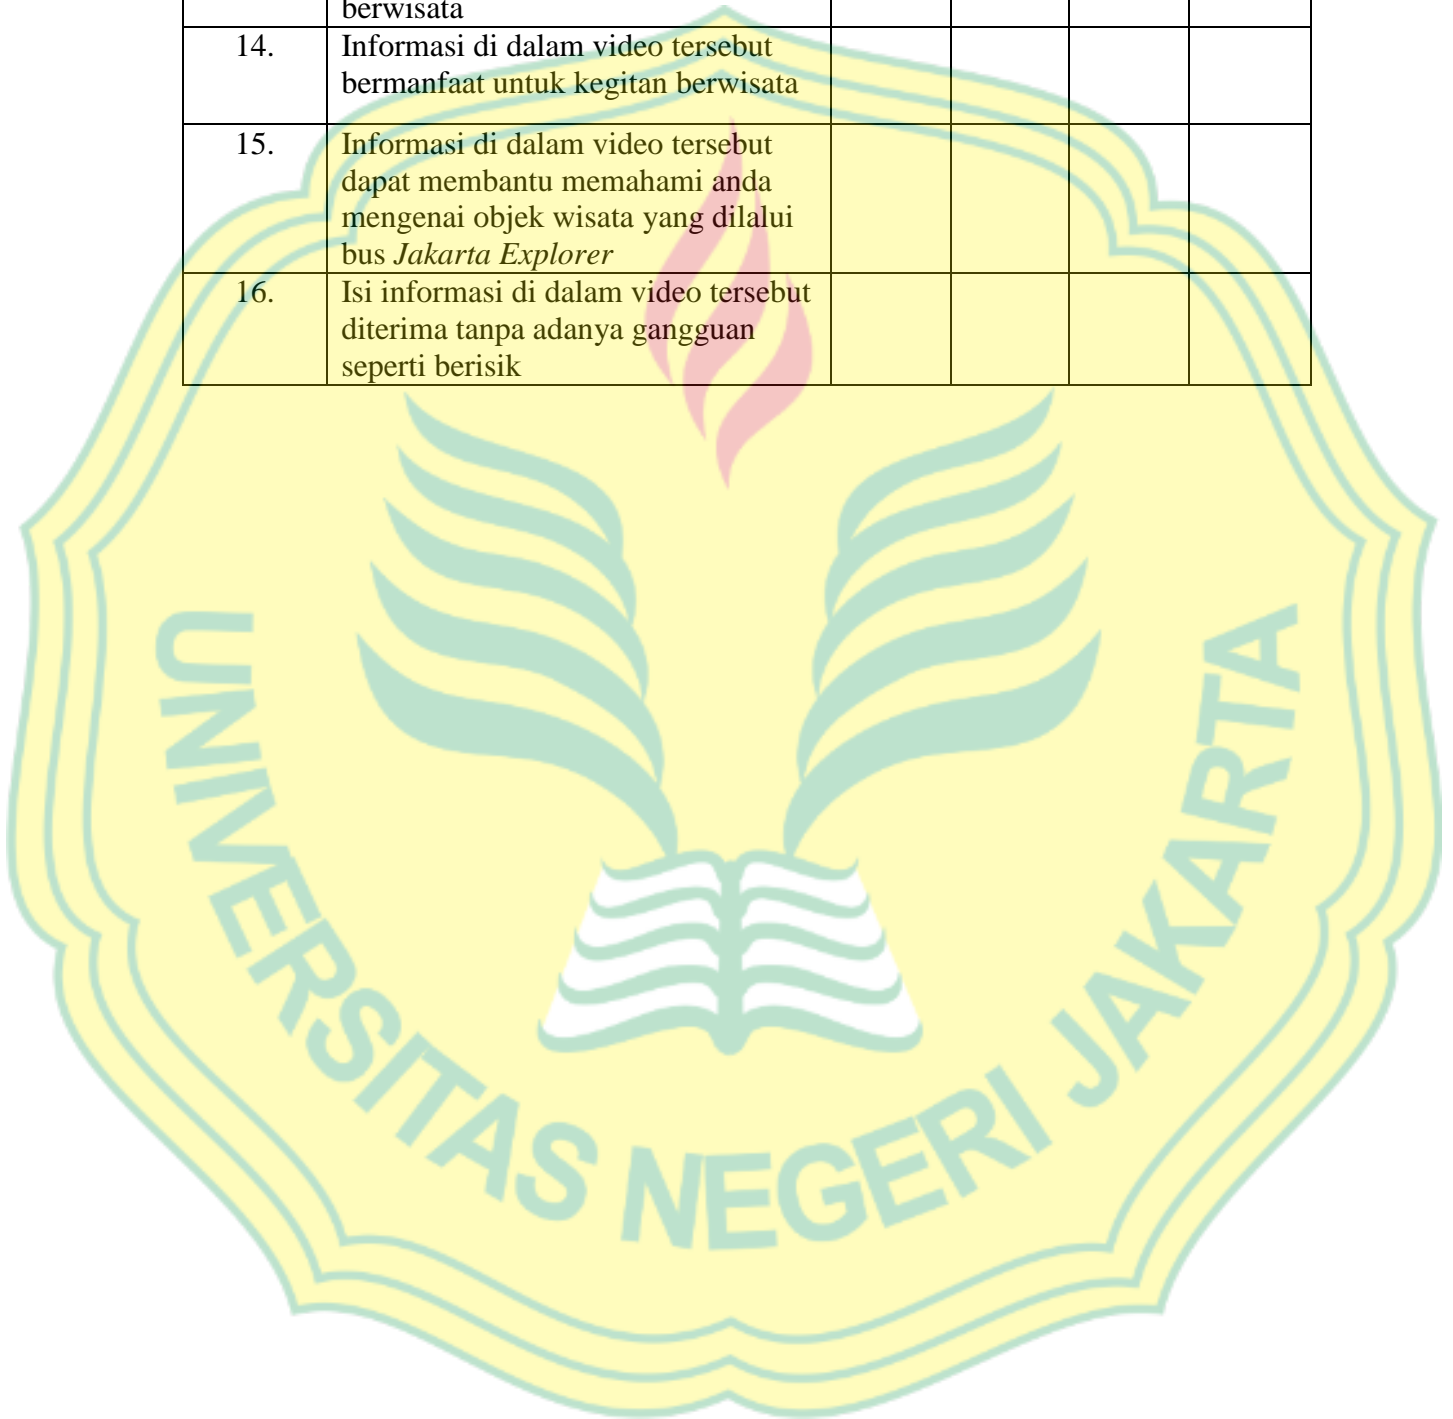 berwisata
14. Informasi di dalam video tersebut
bermanfaat untuk kegitan berwisata
15. Informasi di dalam video tersebut
dapat membantu memahami anda
mengenai objek wisata yang dilalui
bus Jakarta Explorer
16. Isi informasi di dalam video tersebut
diterima tanpa adanya gangguan
seperti berisik
UNIVERSITAS NEGERI JAKARTA